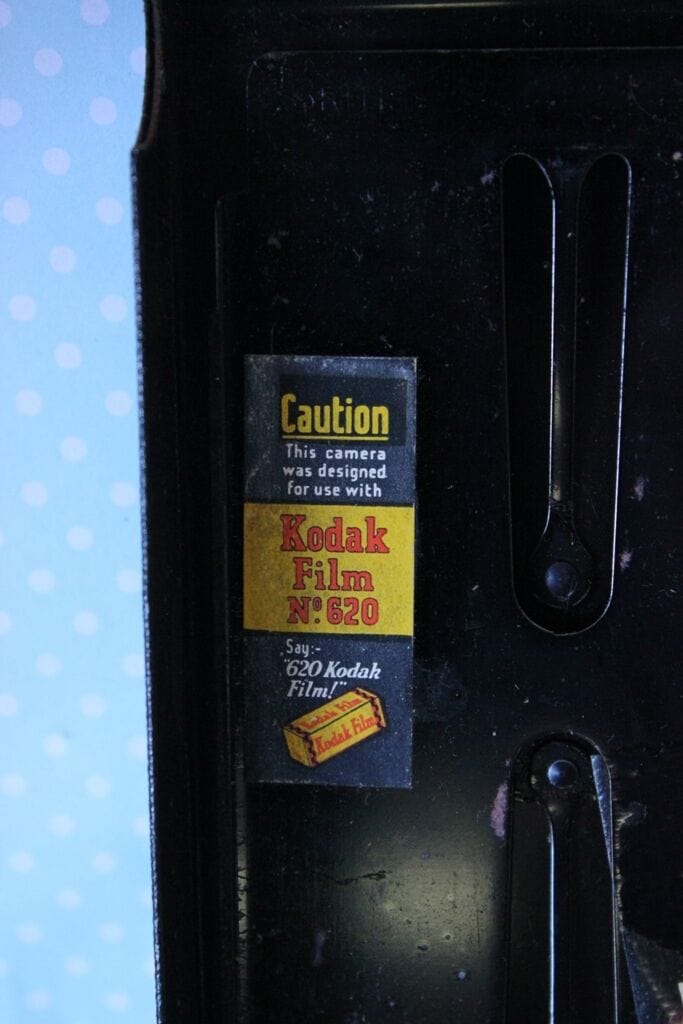 Caution
This camera
was designed
for use with
Kodak
Film
Nº 620
Say:-
"620 Kodak
Film!"
Kodak Film
Kodak Film